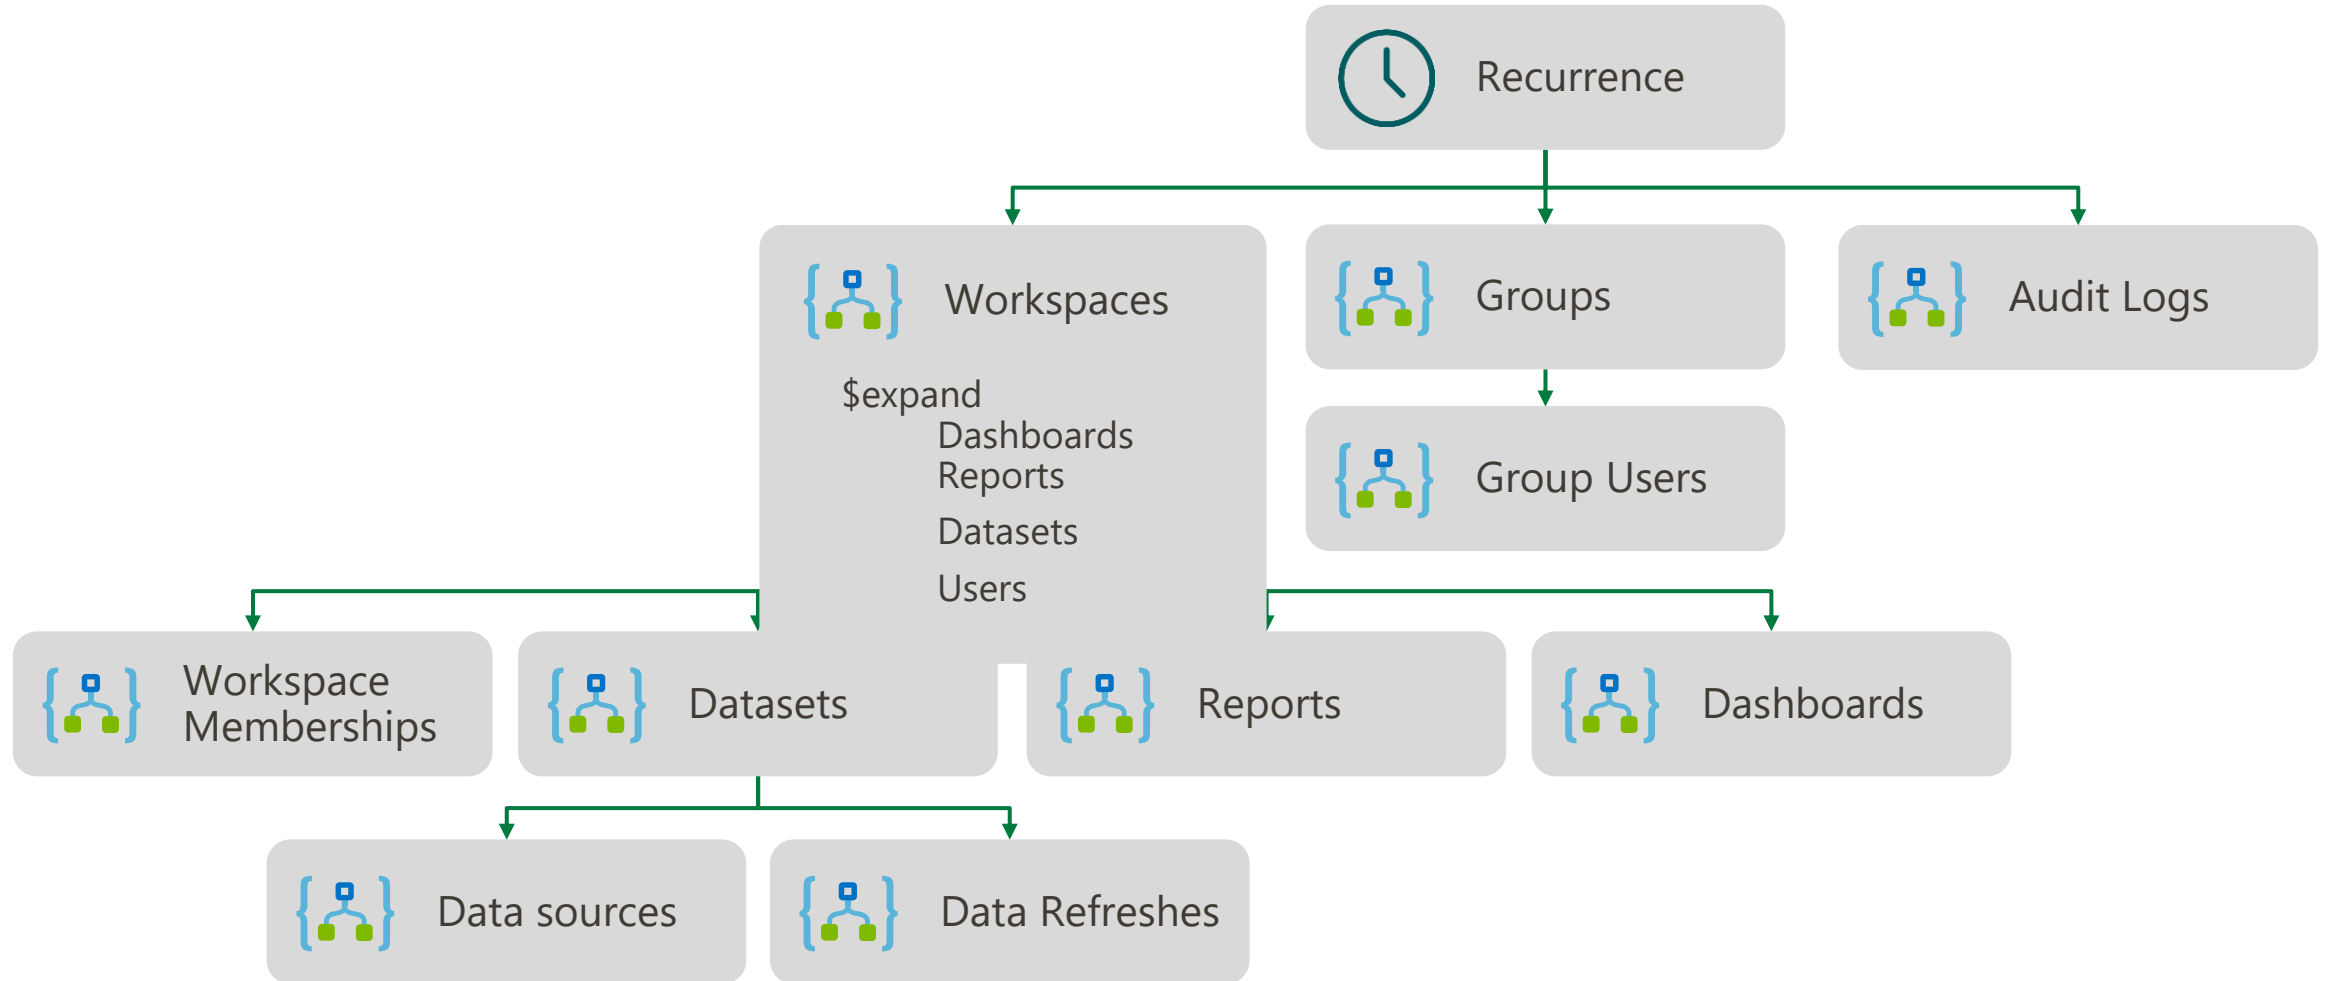 Recurrence
Workspaces
Groups
Audit Logs
$expand
Dashboards
Reports
Datasets
Users
Group Users
Workspace
Memberships
Datasets
Reports
Dashboards
Data sources
Data Refreshes